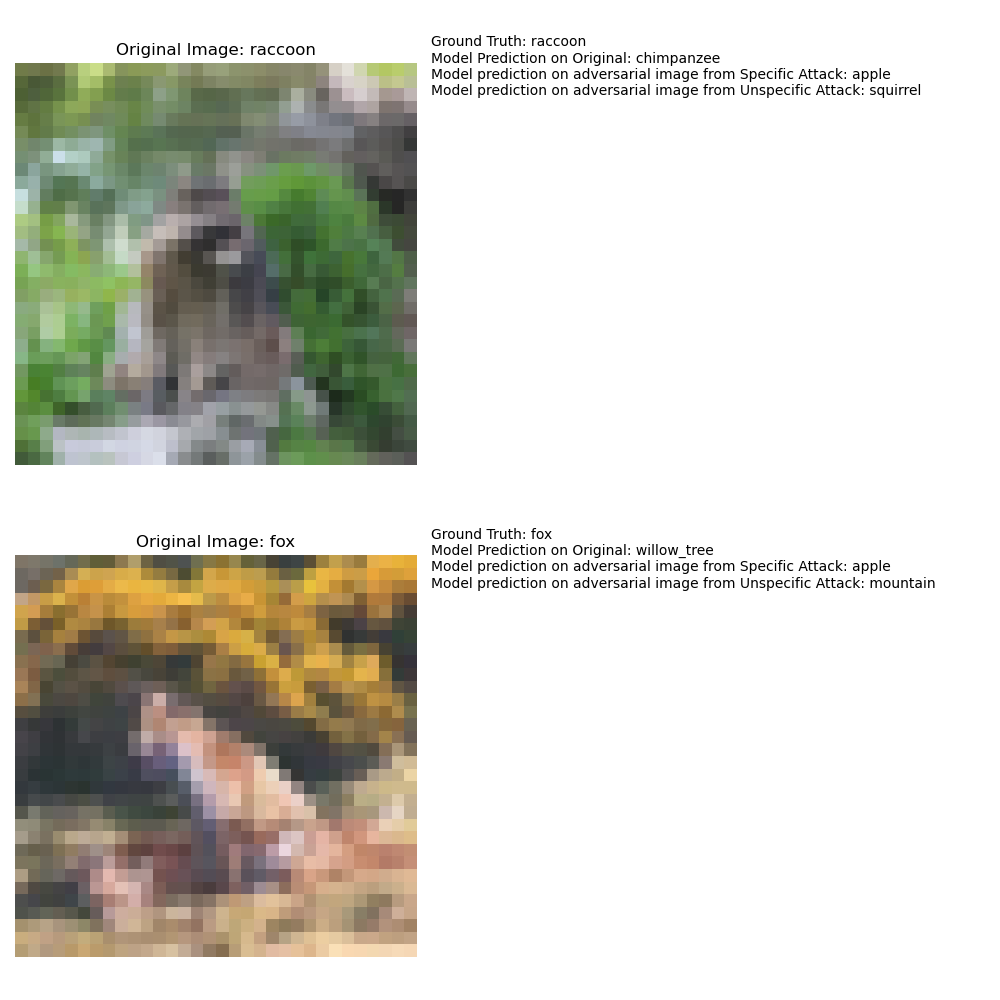 Original Image: raccoon
Ground Truth: raccoon
Model Prediction on Original: chimpanzee
Model prediction on adversarial image from Specific Attack: apple
Model prediction on adversarial image from Unspecific Attack: squirrel
Original Image: fox
Ground Truth: fox
Model Prediction on Original: willow_tree
Model prediction on adversarial image from Specific Attack: apple
Model prediction on adversarial image from Unspecific Attack: mountain